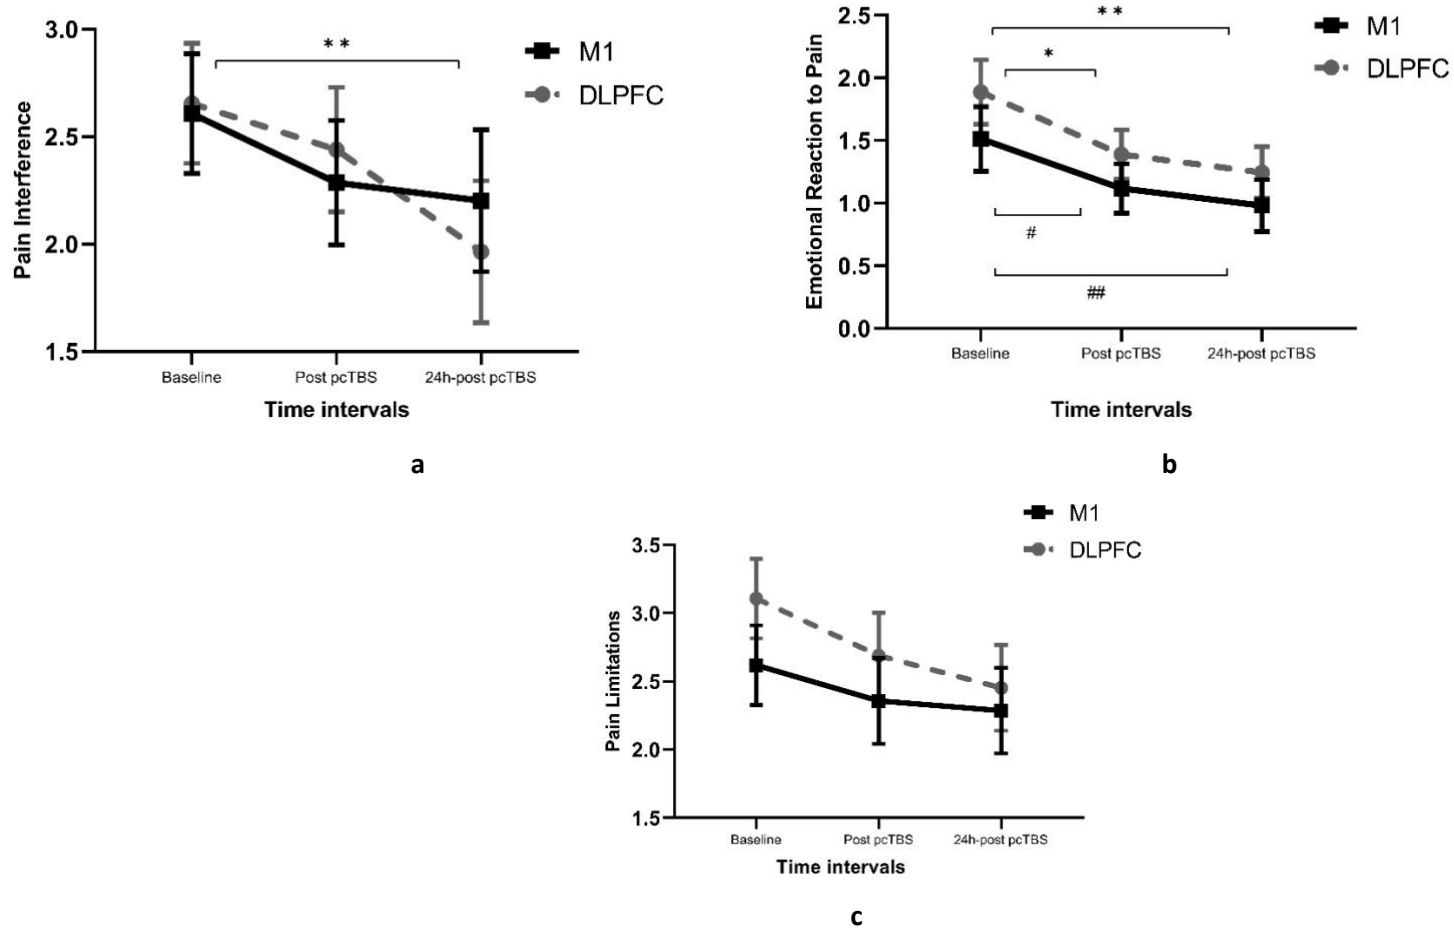 Pain Interference
3.0
2.5
2.0
1.5
**
M1
DLPFC
Baseline
Post pcTBS
24h-post pcTBS
Time intervals
a
Emotional Reaction to Pain
2.5
2.0
1.5
1.0
0.5
0.0
**
*
#
##
M1
DLPFC
Baseline
Post pcTBS
24h-post pcTBS
Time intervals
b
Pain Limitations
3.5
3.0
2.5
2.0
1.5
M1
DLPFC
Baseline
Post pcTBS
24h-post pcTBS
Time intervals
c